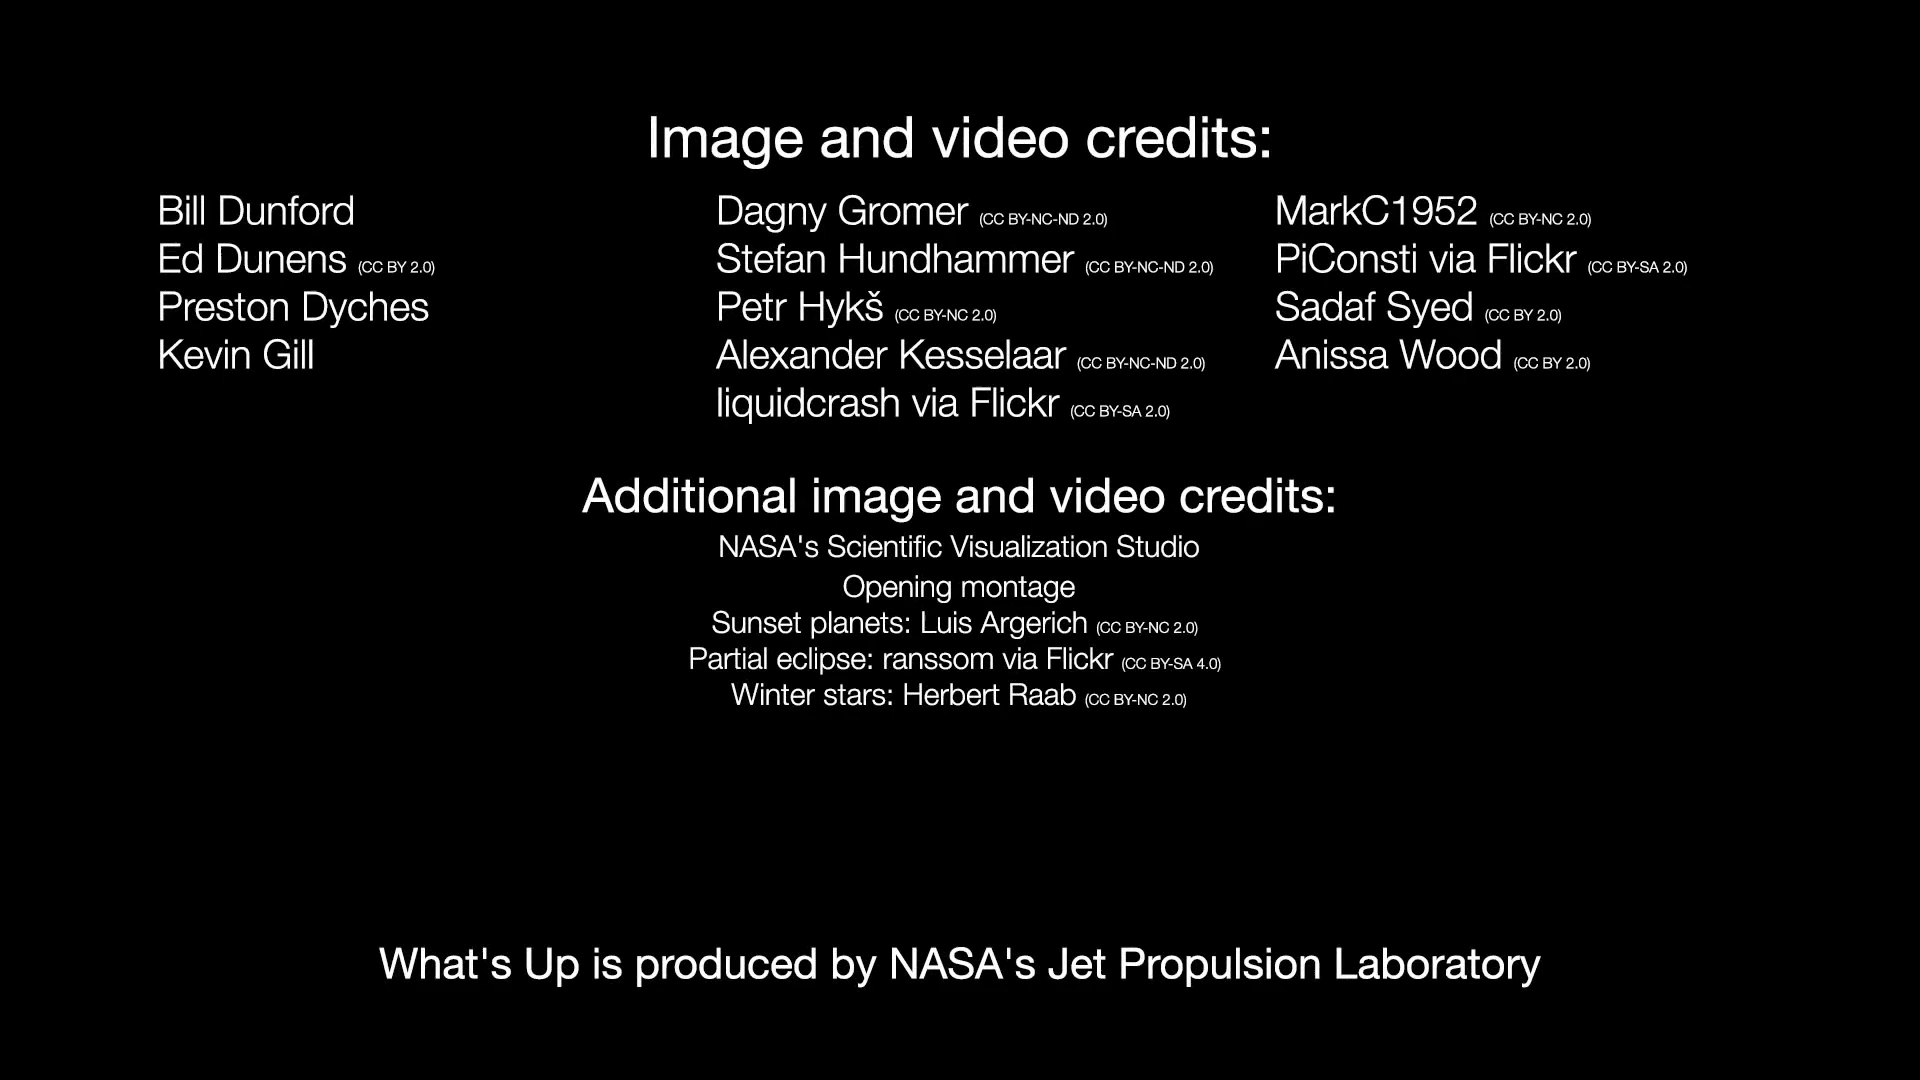 Image and video credits:
Bill Dunford
Ed Dunens (CC BY 2.0)
Preston Dyches
Kevin Gill
Dagny Gromer (CC BY-NC-ND 2.0)
Stefan Hundhammer (CC BY-NC-ND 2.0)
Petr Hykš (CC BY-NC 2.0)
Alexander Kesselaar (CC BY-NC-ND 2.0)
liquidcrash via Flickr (CC BY-SA 2.0)
MarkC1952 (CC BY-NC 2.0)
PiConsti via Flickr (CC BY-SA 2.0)
Sadaf Syed (CC BY 2.0)
Anissa Wood (CC BY 2.0)
Additional image and video credits:
NASA's Scientific Visualization Studio
Opening montage
Sunset planets: Luis Argerich (CC BY-NC 2.0)
Partial eclipse: ranssom via Flickr (CC BY-SA 4.0)
Winter stars: Herbert Raab (CC BY-NC 2.0)
What's Up is produced by NASA's Jet Propulsion Laboratory